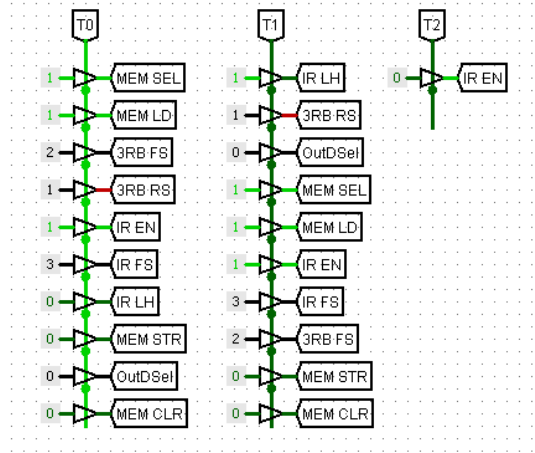 T0 T1 T2
1 MEM SEL 1 IR LH 0 IR EN
1 MEM LD 1 3RB RS
2 3RB FS 0 OutDSel
1 3RB RS 1 MEM SEL
1 IR EN 1 MEM LD
3 IR FS 1 IR EN
0 IR LH 3 IR FS
0 MEM STR 2 3RB FS
0 OutDSel 0 MEM STR
0 MEM CLR 0 MEM CLR